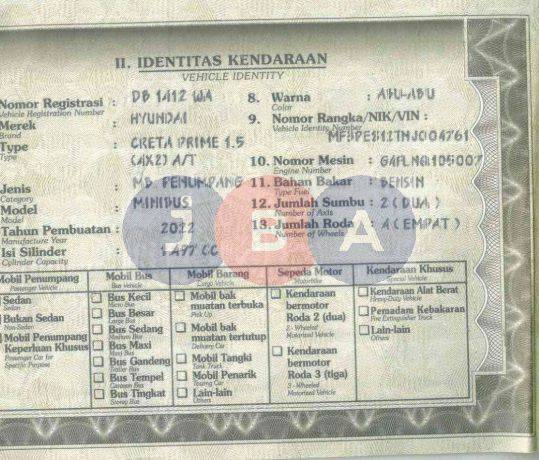 II. IDENTITAS KENDARAAN
VEHICLE IDENTITY
Nomor Registrasi : DB 1412 WA
Vehicle Registration Number
Merek : HYUNDAI
Brand
Type : CRETA PRIME 1.5
Type (4X2) A/T
Jenis : MB. PENUMPANG
Category
Model : MINIBUS
Model
Tahun Pembuatan : 2022
Manufacture Year
Isi Silinder : 1497 CC
Cylinder Capacity
8. Warna : ABU-ABU
Color
9. Nomor Rangka/NIK/VIN :
Vehicle Identity Number
10. Nomor Mesin :
Engine Number
11. Bahan Bakar : BENSIN
Type Fuel
12. Jumlah Sumbu : 2 (DUA)
Number of Axis
13. Jumlah Roda : 4 (EMPAT)
Number of Wheels
JBA
Mobil Penumpang
Passenger Vehicle
Sedan
Sedan
Bukan Sedan
Non Sedan
Mobil Penumpang
Keperluan Khusus
Passenger Car for
Specific Purpose
Mobil Bus
Bus Vehicle
Bus Kecil
Micro Bus
Bus Besar
Large Bus
Bus Sedang
Medium Bus
Bus Maxi
Maxi Bus
Bus Gandeng
Bus Tempel
Bus Tingkat
Mobil Barang
Cargo Vehicle
Mobil bak
muatan terbuka
Pick Up
Mobil bak
muatan tertutup
Delivery Car
Mobil Tangki
Tank Truck
Mobil Penarik
Towing Car
Lain-lain
Others
Sepeda Motor
Motorbike
Kendaraan
bermotor
Roda 2 (dua)
2 - Wheeled
Motorized Vehicle
Kendaraan
bermotor
Roda 3 (tiga)
3 - Wheeled
Motorized Vehicle
Kendaraan Khusus
Special Vehicle
Kendaraan Alat Berat
Heavy-Duty Vehicle
Pemadam Kebakaran
Fire Extinguisher Truck
Lain-lain
Others